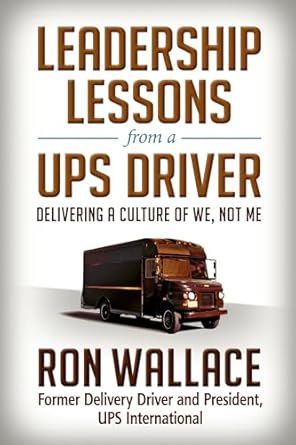 LEADERSHIP
LESSONS
from a
UPS DRIVER
DELIVERING A CULTURE OF WE, NOT ME
RON WALLACE
Former Delivery Driver and President,
UPS International